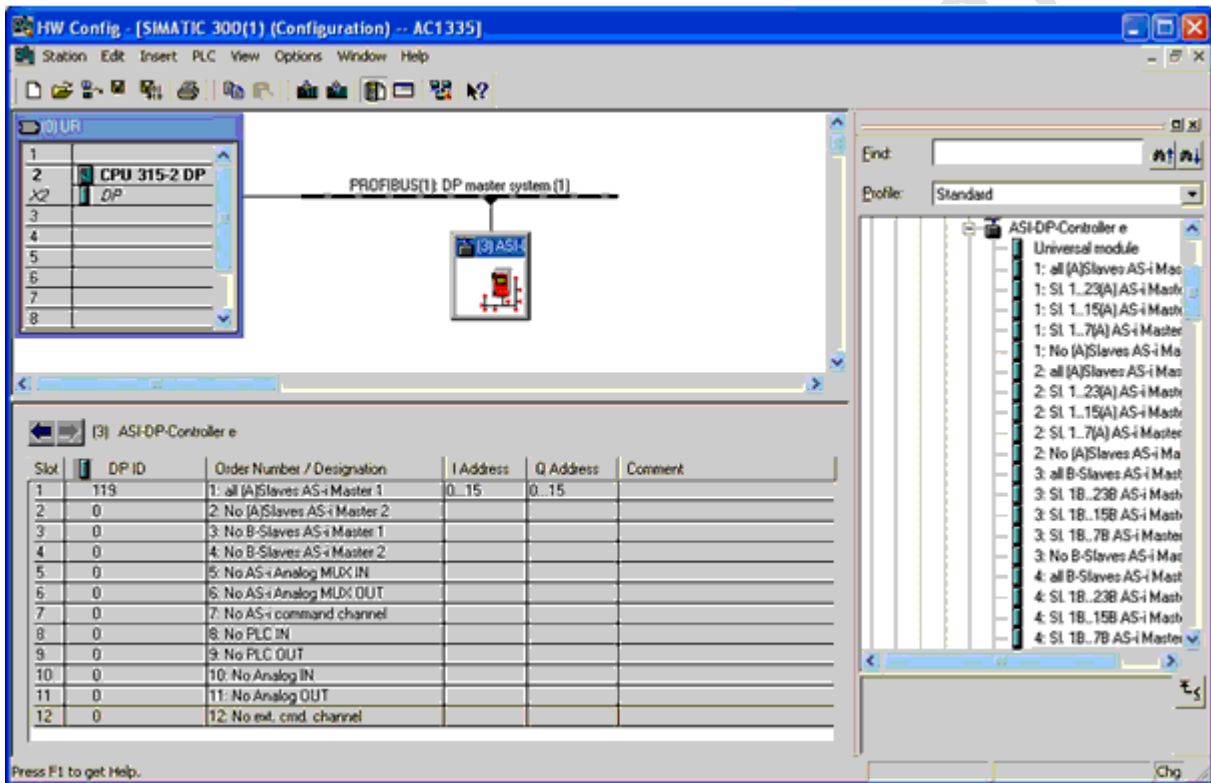 HW Config - [SIMATIC 300(1) (Configuration) -- AC1335]
Station Edit Insert PLC View Options Window Help
(0) UR
1
2 CPU 315-2 DP
X2 DP
3
4
5
6
7
8
PROFIBUS(1): DP master system (1)
(3) ASI-
Find:
Profile: Standard
ASI-DP-Controller e
Universal module
1: all (A)Slaves AS-i Mas
1: Sl. 1..23(A) AS-i Maste
1: Sl. 1..15(A) AS-i Maste
1: Sl. 1..7(A) AS-i Master
1: No (A)Slaves AS-i Ma
2: all (A)Slaves AS-i Mas
2: Sl. 1..23(A) AS-i Maste
2: Sl. 1..15(A) AS-i Maste
2: Sl. 1..7(A) AS-i Master
2: No (A)Slaves AS-i Ma
3: all B-Slaves AS-i Mast
3: Sl. 1B..23B AS-i Mast
3: Sl. 1B..15B AS-i Mast
3: Sl. 1B..7B AS-i Master
3: No B-Slaves AS-i Mas
4: all B-Slaves AS-i Mast
4: Sl. 1B..23B AS-i Mast
4: Sl. 1B..15B AS-i Mast
4: Sl. 1B..7B AS-i Master
(3) ASI-DP-Controller e
Slot DP ID Order Number / Designation I Address Q Address Comment
1 119 1: all (A)Slaves AS-i Master 1 0...15 0...15
2 0 2: No (A)Slaves AS-i Master 2
3 0 3: No B-Slaves AS-i Master 1
4 0 4: No B-Slaves AS-i Master 2
5 0 5: No AS-i Analog MUX IN
6 0 6: No AS-i Analog MUX OUT
7 0 7: No AS-i command channel
8 0 8: No PLC IN
9 0 9: No PLC OUT
10 0 10: No Analog IN
11 0 11: No Analog OUT
12 0 12: No ext. cmd. channel
Press F1 to get Help.
Chg